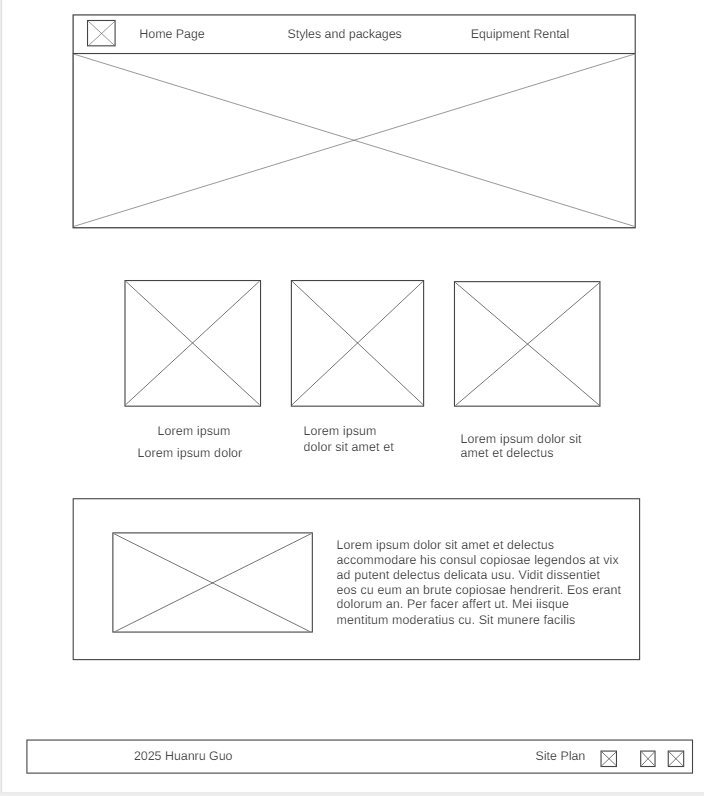 Home Page
Styles and packages
Equipment Rental
Lorem ipsum
Lorem ipsum dolor
Lorem ipsum
dolor sit amet et
Lorem ipsum dolor sit
amet et delectus
Lorem ipsum dolor sit amet et delectus
accommodare his consul copiosae legendos at vix
ad putent delectus delicata usu. Vidit dissentiet
eos cu eum an brute copiosae hendrerit. Eos erant
dolorum an. Per facer affert ut. Mei iisque
mentitum moderatius cu. Sit munere facilis
2025 Huanru Guo
Site Plan